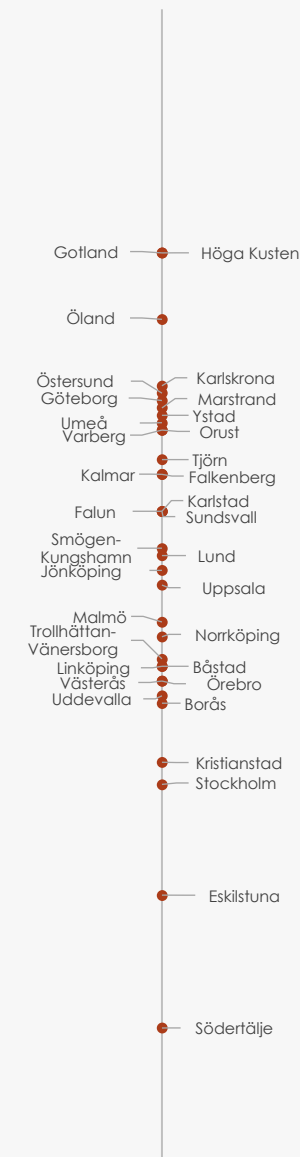 Gotland
Höga Kusten
Öland
Östersund
Karlskrona
Göteborg
Marstrand
Ystad
Umeå
Varberg
Orust
Tjörn
Kalmar
Falkenberg
Karlstad
Falun
Sundsvall
Smögen-
Kungshamn
Lund
Jönköping
Uppsala
Malmö
Trollhättan-
Vänersborg
Norrköping
Linköping
Båstad
Västerås
Örebro
Uddevalla
Borås
Kristianstad
Stockholm
Eskilstuna
Södertälje